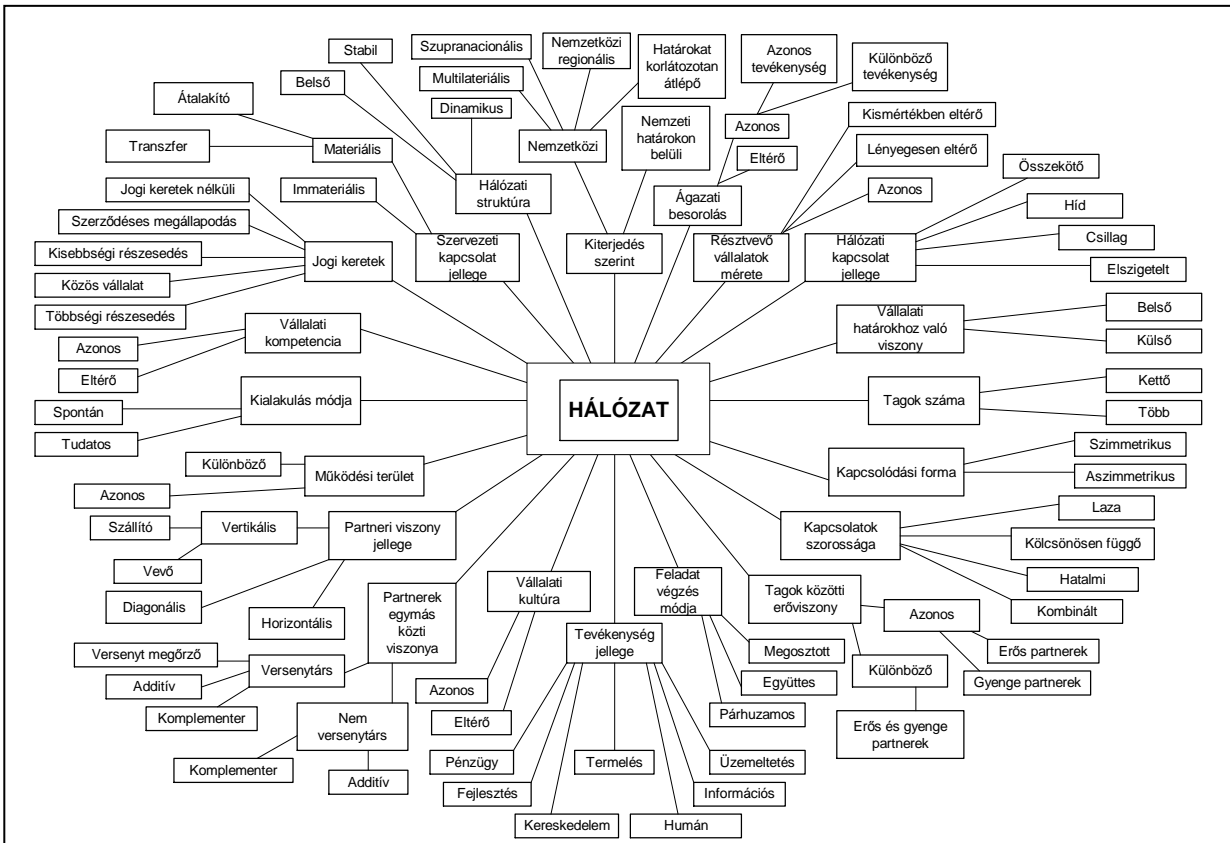 HÁLÓZAT
Hálózati
struktúra
Belső
Stabil
Dinamikus
Kiterjedés
szerint
Nemzetközi
Multilateriális
Szupranacionális
Nemzetközi
regionális
Határokat
korlátozotan
átlépő
Nemzeti
határokon
belüli
Ágazati
besorolás
Azonos
Azonos
tevékenység
Különböző
tevékenység
Eltérő
Résztvevő
vállalatok
mérete
Kismértékben eltérő
Lényegesen eltérő
Azonos
Hálózati
kapcsolat
jellege
Összekötő
Híd
Csillag
Elszigetelt
Vállalati
határokhoz való
viszony
Belső
Külső
Tagok száma
Kettő
Több
Kapcsolódási forma
Szimmetrikus
Aszimmetrikus
Kapcsolatok
szorossága
Laza
Kölcsönösen függő
Hatalmi
Kombinált
Tagok közötti
erőviszony
Azonos
Erős partnerek
Gyenge partnerek
Különböző
Erős és gyenge
partnerek
Feladat
végzés
módja
Megosztott
Együttes
Párhuzamos
Tevékenység
jellege
Üzemeltetés
Információs
Humán
Termelés
Kereskedelem
Fejlesztés
Pénzügy
Vállalati
kultúra
Azonos
Eltérő
Partnerek
egymás
közti
viszonya
Versenytárs
Versenyt megőrző
Additív
Komplementer
Nem
versenytárs
Komplementer
Additív
Partneri viszony
jellege
Vertikális
Szállító
Vevő
Diagonális
Horizontális
Működési terület
Különböző
Azonos
Kialakulás módja
Spontán
Tudatos
Vállalati
kompetencia
Azonos
Eltérő
Jogi keretek
Jogi keretek nélküli
Szerződéses megállapodás
Kisebbségi részesedés
Közös vállalat
Többségi részesedés
Szervezeti
kapcsolat
jellege
Immateriális
Materiális
Átalakító
Transzfer